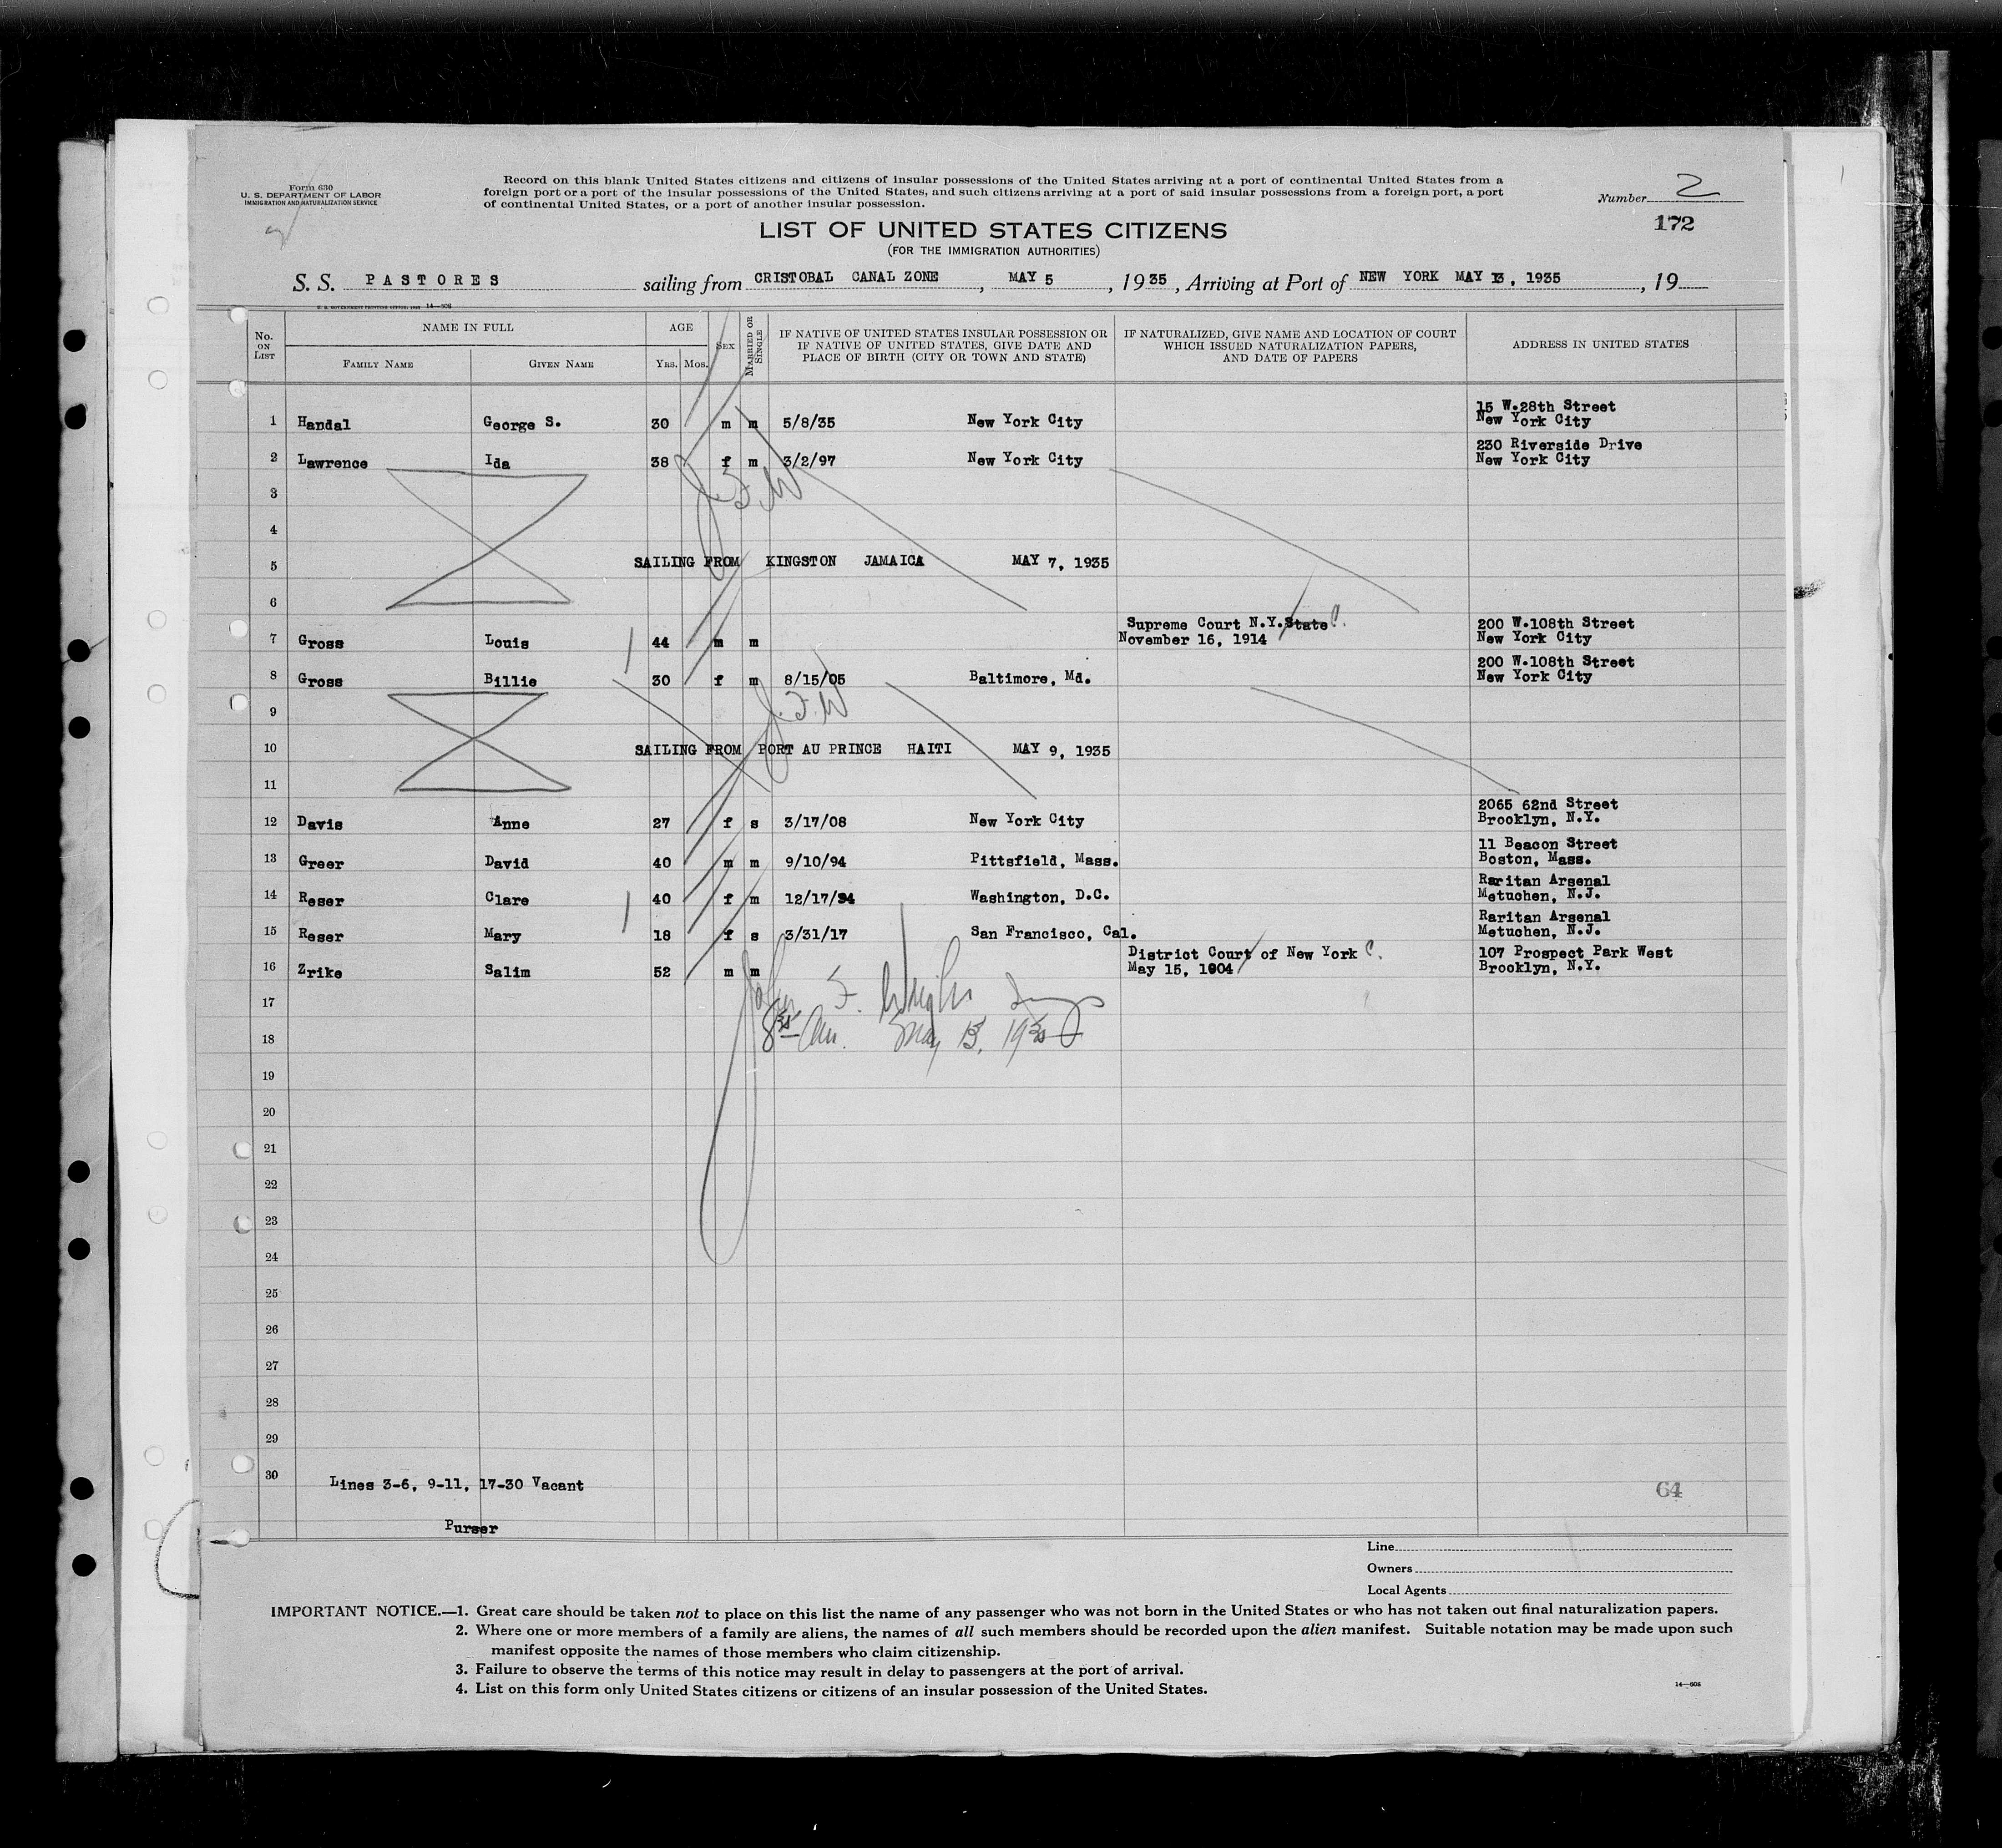 Form 630
U. S. DEPARTMENT OF LABOR
IMMIGRATION AND NATURALIZATION SERVICE
Record on this blank United States citizens and citizens of insular possessions of the United States arriving at a port of continental United States from a
foreign port or a port of the insular possessions of the United States, and such citizens arriving at a port of said insular possessions from a foreign port, a port
of continental United States, or a port of another insular possession.
Number 2
172
LIST OF UNITED STATES CITIZENS
(FOR THE IMMIGRATION AUTHORITIES)
S. S. PASTORES sailing from CRISTOBAL CANAL ZONE, MAY 5, 1935, Arriving at Port of NEW YORK MAY 13, 1935, 19
No. ON LIST NAME IN FULL AGE SEX MARRIED OR SINGLE IF NATIVE OF UNITED STATES INSULAR POSSESSION OR IF NATIVE OF UNITED STATES, GIVE DATE AND PLACE OF BIRTH (CITY OR TOWN AND STATE) IF NATURALIZED, GIVE NAME AND LOCATION OF COURT WHICH ISSUED NATURALIZATION PAPERS, AND DATE OF PAPERS ADDRESS IN UNITED STATES
FAMILY NAME GIVEN NAME YRS. MOS.
1 Handal George S. 30 m m 5/8/35 New York City 15 W.28th Street New York City
2 Lawrence Ida 38 f m 3/2/97 New York City 230 Riverside Drive New York City
J.F.W
3
4
5 SAILING FROM KINGSTON JAMAICA MAY 7, 1935
6
7 Gross Louis 44 m m Supreme Court N.Y.State C. November 16, 1914 200 W.108th Street New York City
8 Gross Billie 30 f m 8/15/05 Baltimore, Md. 200 W.108th Street New York City
J.F.W
9
10 SAILING FROM PORT AU PRINCE HAITI MAY 9, 1935
11
12 Davis Anne 27 f s 3/17/08 New York City 2065 62nd Street Brooklyn, N.Y.
13 Greer David 40 m m 9/10/94 Pittsfield, Mass. 11 Beacon Street Boston, Mass.
14 Reser Clare 40 f m 12/17/94 Washington, D.C. Raritan Arsenal Metuchen, N.J.
15 Reser Mary 18 f s 3/31/17 San Francisco, Cal. Raritan Arsenal Metuchen, N.J.
16 Zrike Salim 52 m m District Court of New York C. May 15, 1904 107 Prospect Park West Brooklyn, N.Y.
17 John F. Wright
18 May 13, 1935
19
20
21
22
23
24
25
26
27
28
29
30 Lines 3-6, 9-11, 17-30 Vacant
64
Purser
Line
Owners
Local Agents
IMPORTANT NOTICE.—1. Great care should be taken not to place on this list the name of any passenger who was not born in the United States or who has not taken out final naturalization papers.
2. Where one or more members of a family are aliens, the names of all such members should be recorded upon the alien manifest. Suitable notation may be made upon such
manifest opposite the names of those members who claim citizenship.
3. Failure to observe the terms of this notice may result in delay to passengers at the port of arrival.
4. List on this form only United States citizens or citizens of an insular possession of the United States.
14—608